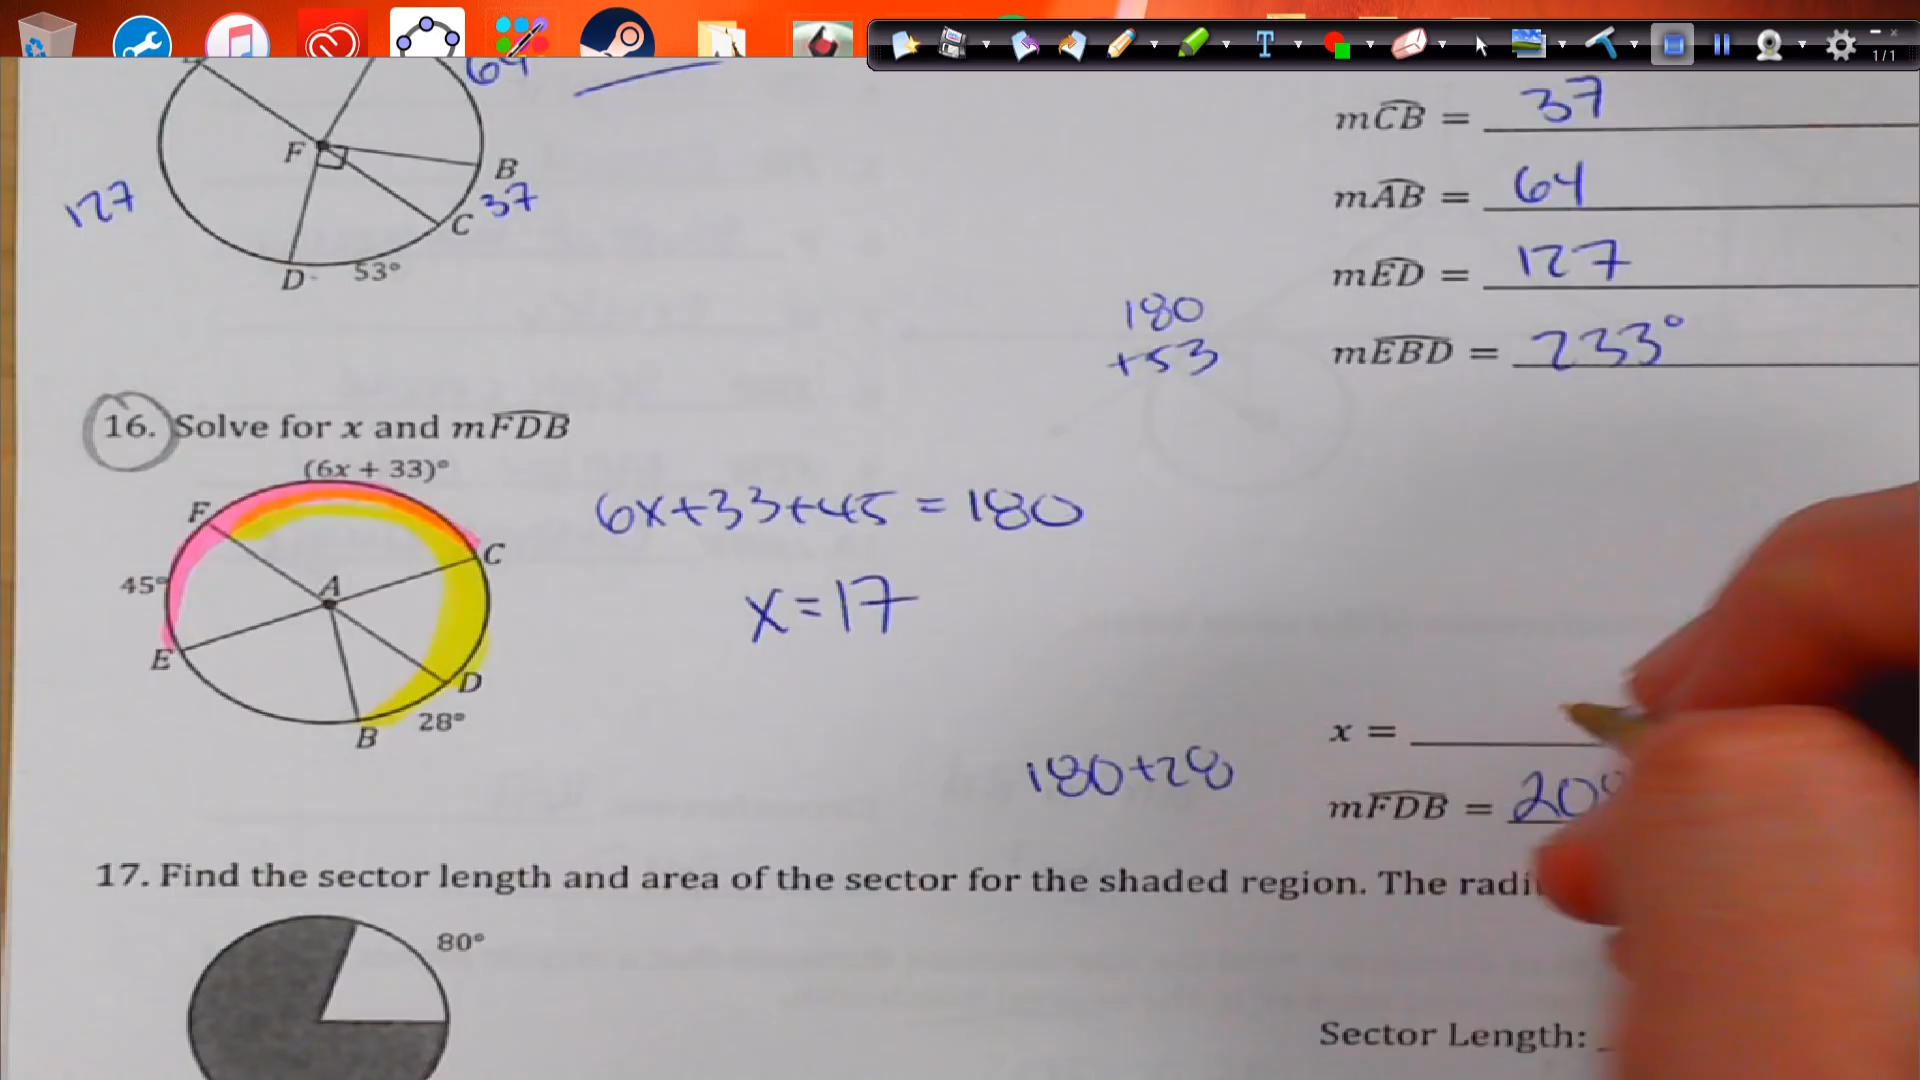 1/1
64
mCB = 37
F
B
127
37
mAB = 64
C
D
53°
mED = 127
180
+53
mEBD = 233°
16. Solve for x and mFDB
(6x + 33)°
F
6x+33+45 = 180
C
45°
A
x=17
E
D
28°
B
x =
180+28
mFDB = 20
17. Find the sector length and area of the sector for the shaded region. The
80°
Sector Length: